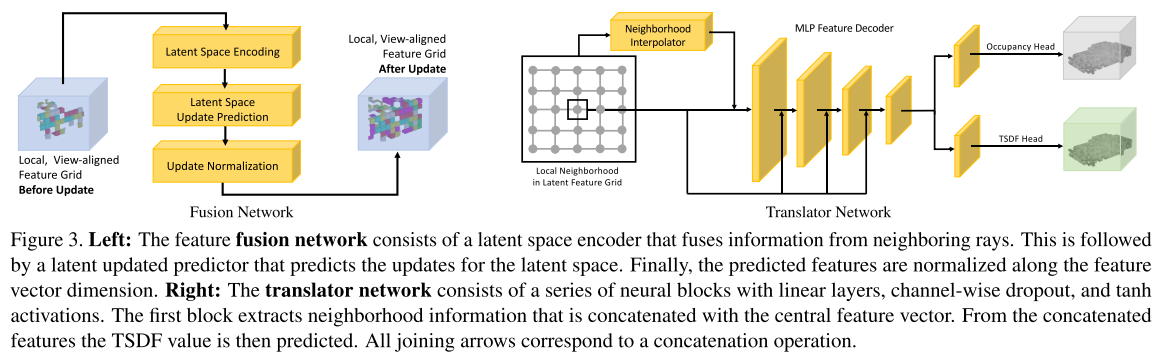 Latent Space Encoding
Latent Space
Update Prediction
Update Normalization
Local, View-aligned
Feature Grid
Before Update
Local, View-aligned
Feature Grid
After Update
Fusion Network
Neighborhood
Interpolator
MLP Feature Decoder
Local Neighborhood
in Latent Feature Grid
Occupancy Head
TSDF Head
Translator Network
Figure 3. Left: The feature fusion network consists of a latent space encoder that fuses information from neighboring rays. This is followed
by a latent updated predictor that predicts the updates for the latent space. Finally, the predicted features are normalized along the feature
vector dimension. Right: The translator network consists of a series of neural blocks with linear layers, channel-wise dropout, and tanh
activations. The first block extracts neighborhood information that is concatenated with the central feature vector. From the concatenated
features the TSDF value is then predicted. All joining arrows correspond to a concatenation operation.